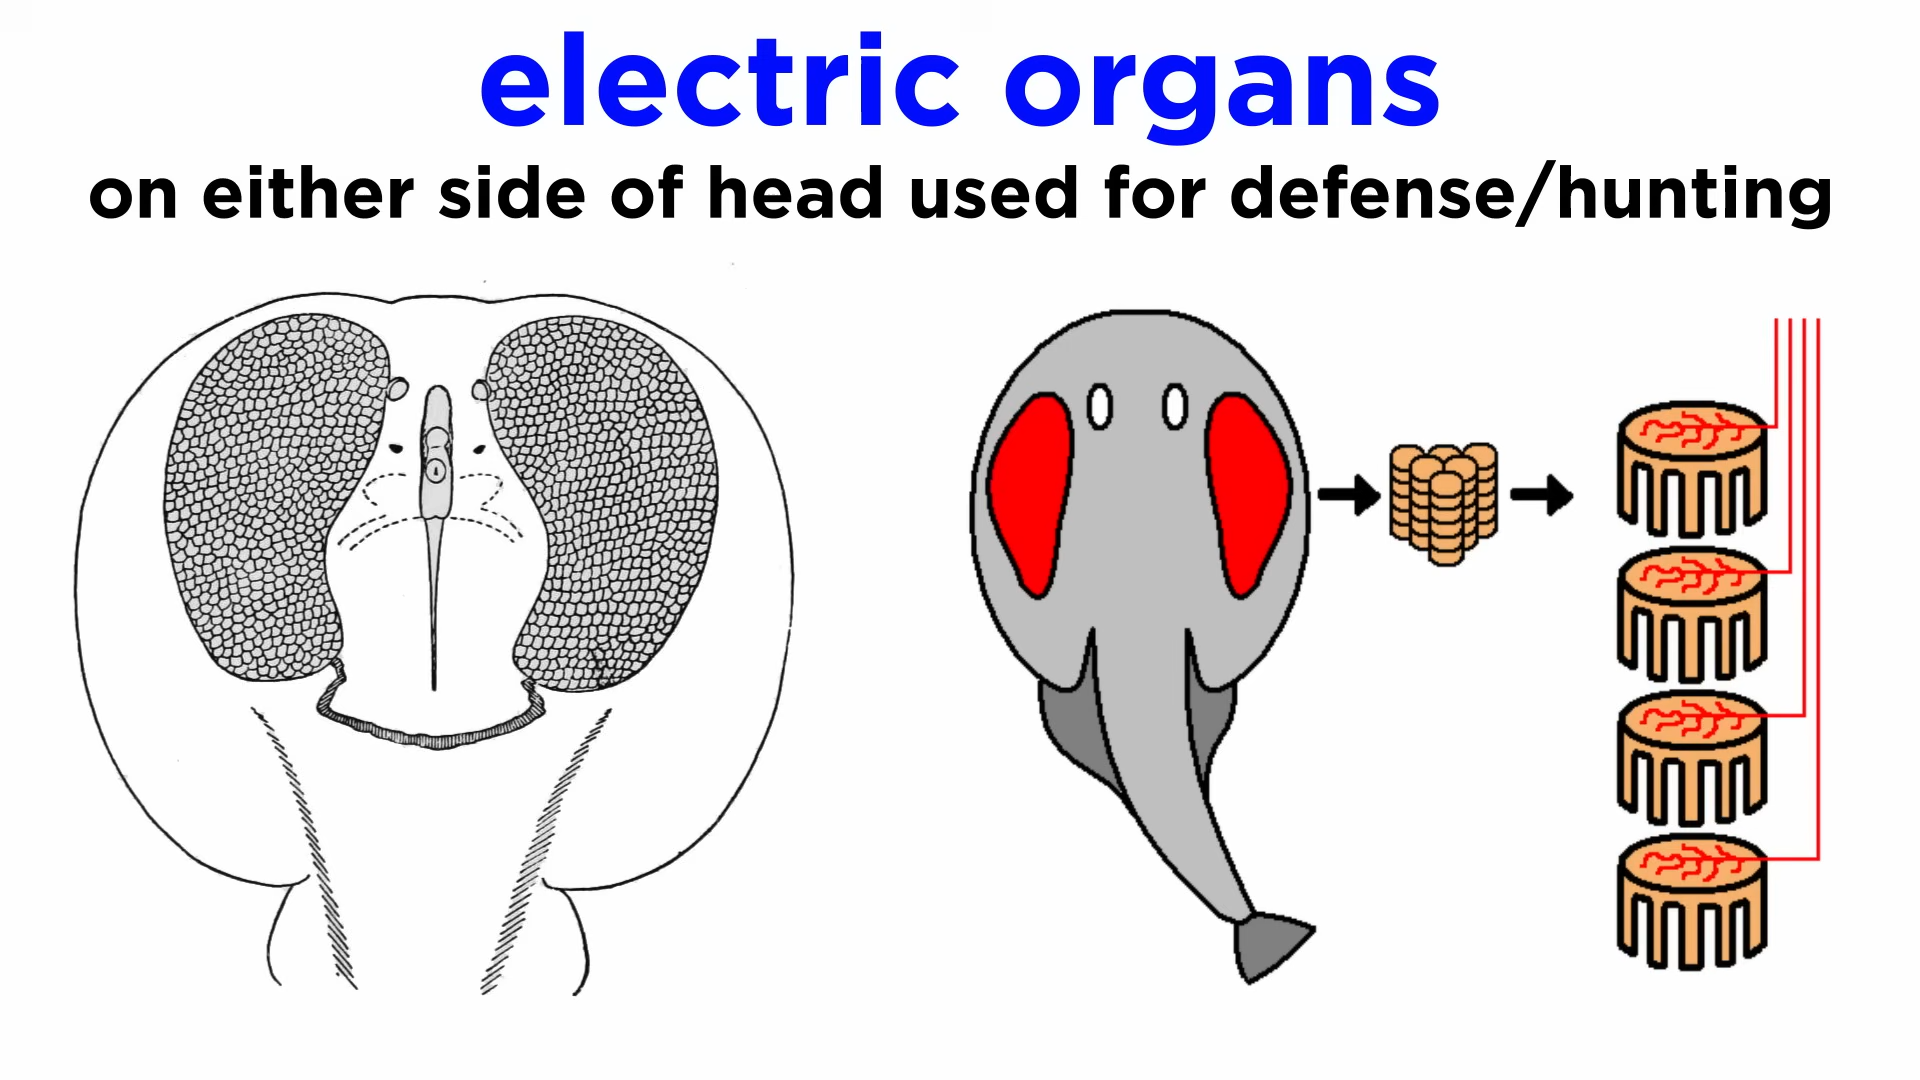 electric organs
on either side of head used for defense/hunting